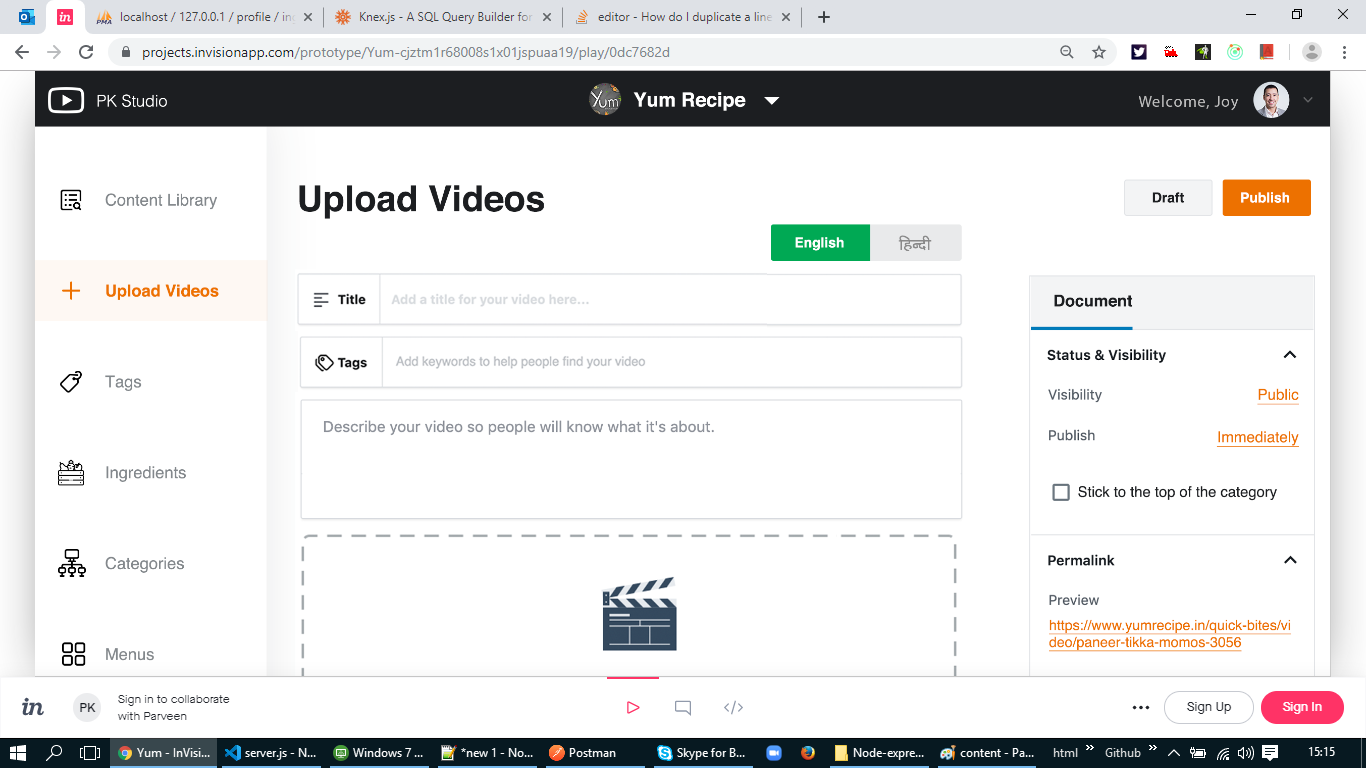 localhost / 127.0.0.1 / profile / in
Knex.js - A SQL Query Builder for
editor - How do I duplicate a line
projects.invisionapp.com/prototype/Yum-cjztm1r68008s1x01jspuaa19/play/0dc7682d
PK Studio
Yum
Yum Recipe
Welcome, Joy
Content Library
Upload Videos
Tags
Ingredients
Categories
Menus
Upload Videos
Draft
Publish
English
हिन्दी
Title
Add a title for your video here...
Tags
Add keywords to help people find your video
Describe your video so people will know what it's about.
Document
Status & Visibility
Visibility
Public
Publish
Immediately
Stick to the top of the category
Permalink
Preview
https://www.yumrecipe.in/quick-bites/vi
deo/paneer-tikka-momos-3056
in
PK
Sign in to collaborate
with Parveen
Sign Up
Sign In
Yum - InVisi...
server.js - N...
Windows 7 ...
*new 1 - No...
Postman
Skype for B...
Node-expre...
content - Pa...
html
Github
15:15